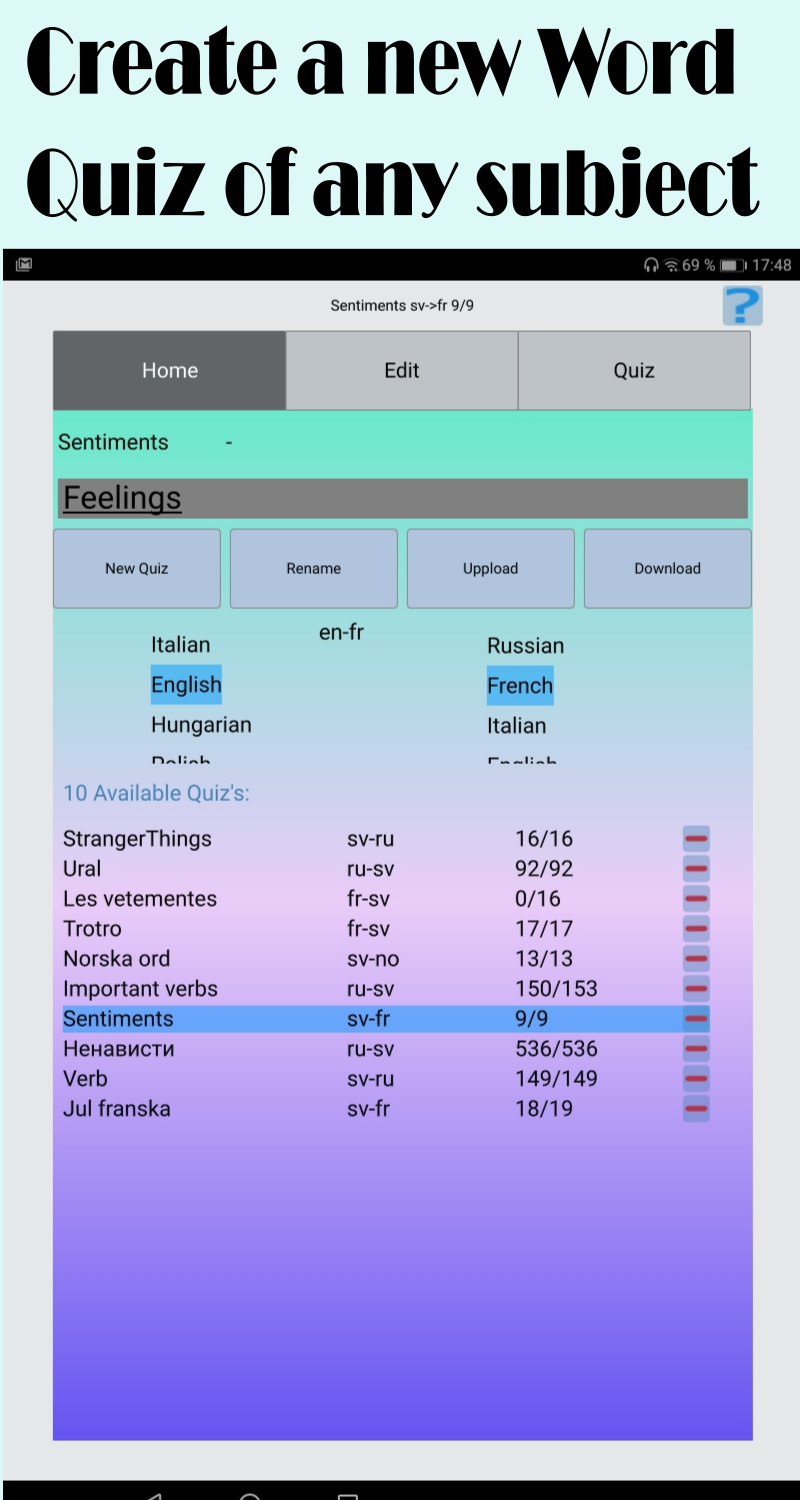 Create a new Word
Quiz of any subject
69 % 17:48
Sentiments sv->fr 9/9
?
Home Edit Quiz
Sentiments -
Feelings
New Quiz Rename Uppload Download
en-fr
Italian Russian
English French
Hungarian Italian
Polish English
10 Available Quiz's:
StrangerThings sv-ru 16/16
Ural ru-sv 92/92
Les vetementes fr-sv 0/16
Trotro fr-sv 17/17
Norska ord sv-no 13/13
Important verbs ru-sv 150/153
Sentiments sv-fr 9/9
Ненависти ru-sv 536/536
Verb sv-ru 149/149
Jul franska sv-fr 18/19